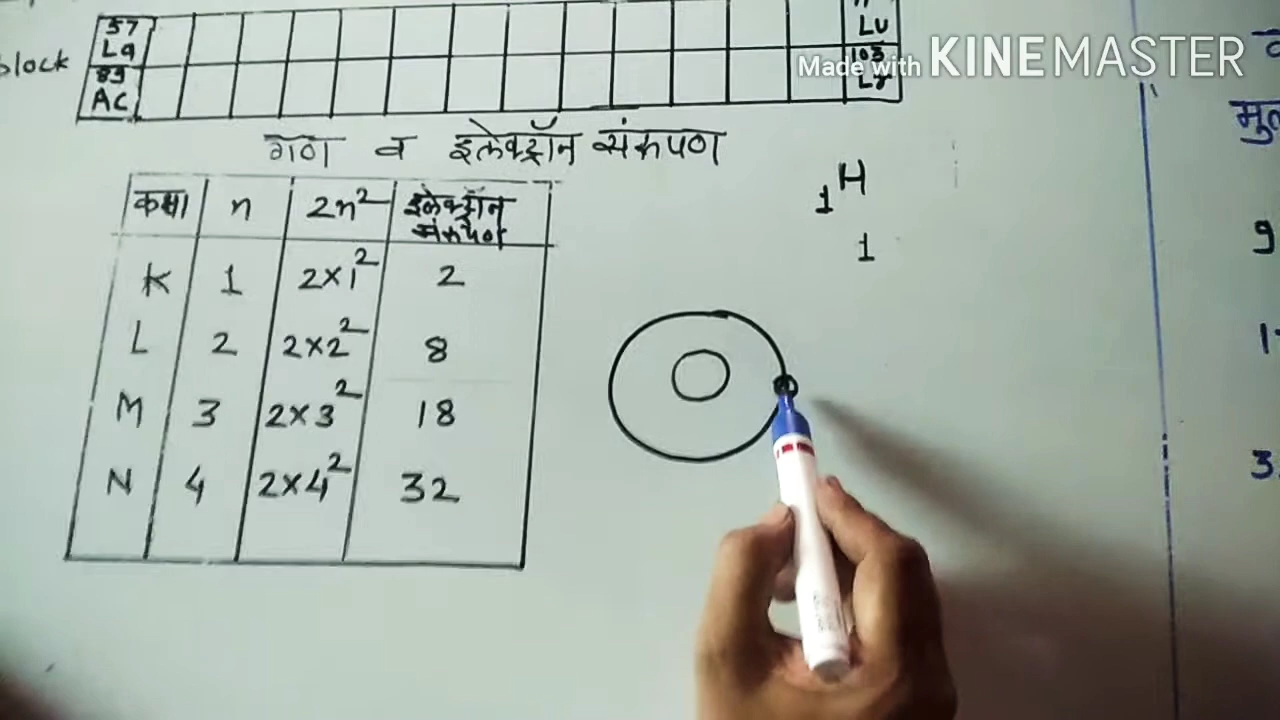 57
La
Lu
block
89
Ac
103
Lr
Made with KINEMASTER
गण व इलेक्ट्रॉन संरूपण
कक्षा n 2n² इलेक्ट्रॉन संरूपण
K 1 2×1² 2
L 2 2×2² 8
M 3 2×3² 18
N 4 2×4² 32
₁H
1